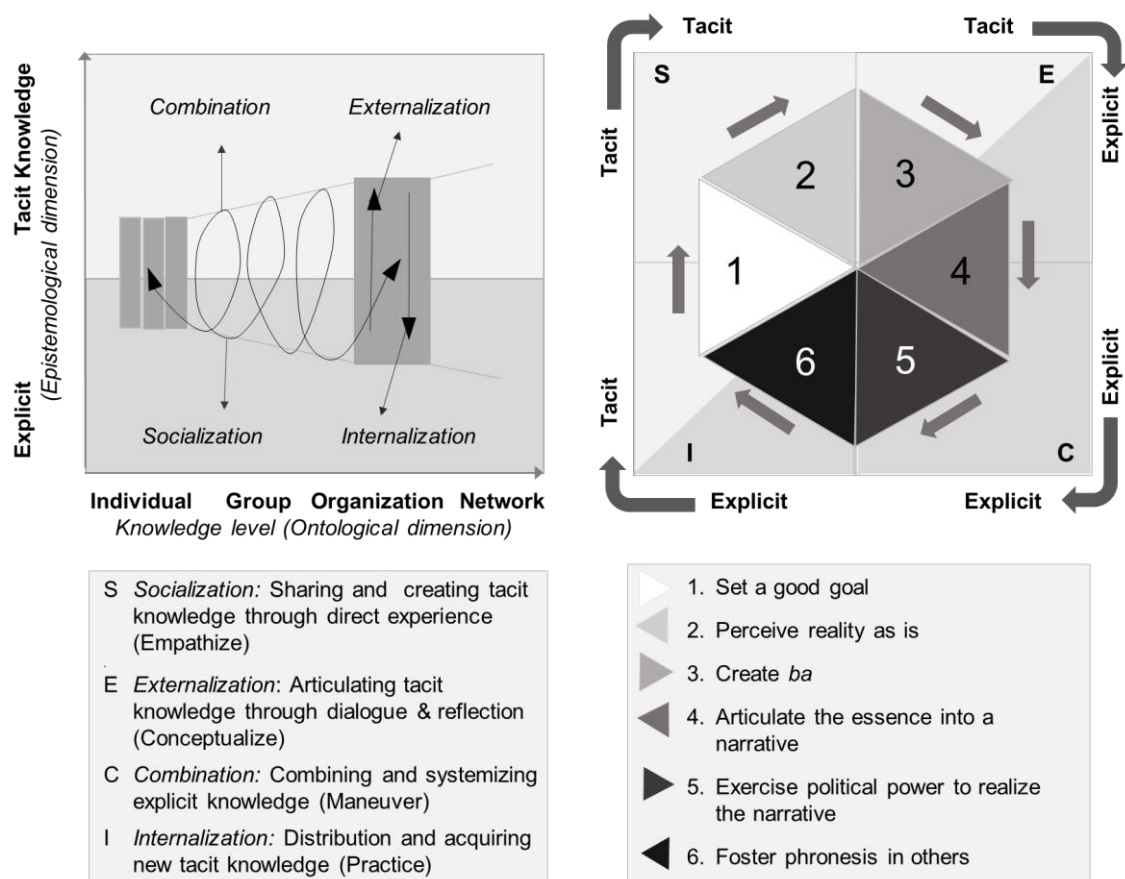 Tacit Knowledge
Explicit
(Epistemological dimension)
Combination
Externalization
Socialization
Internalization
Individual Group Organization Network
Knowledge level (Ontological dimension)
Tacit
Tacit
Tacit
Explicit
S
E
2
3
1
4
6
5
Tacit
Explicit
I
C
Explicit
Explicit
S Socialization: Sharing and creating tacit
knowledge through direct experience
(Empathize)
.
E Externalization: Articulating tacit
knowledge through dialogue & reflection
(Conceptualize)
C Combination: Combining and systemizing
explicit knowledge (Maneuver)
I Internalization: Distribution and acquiring
new tacit knowledge (Practice)
1. Set a good goal
2. Perceive reality as is
3. Create ba
4. Articulate the essence into a
narrative
5. Exercise political power to realize
the narrative
6. Foster phronesis in others